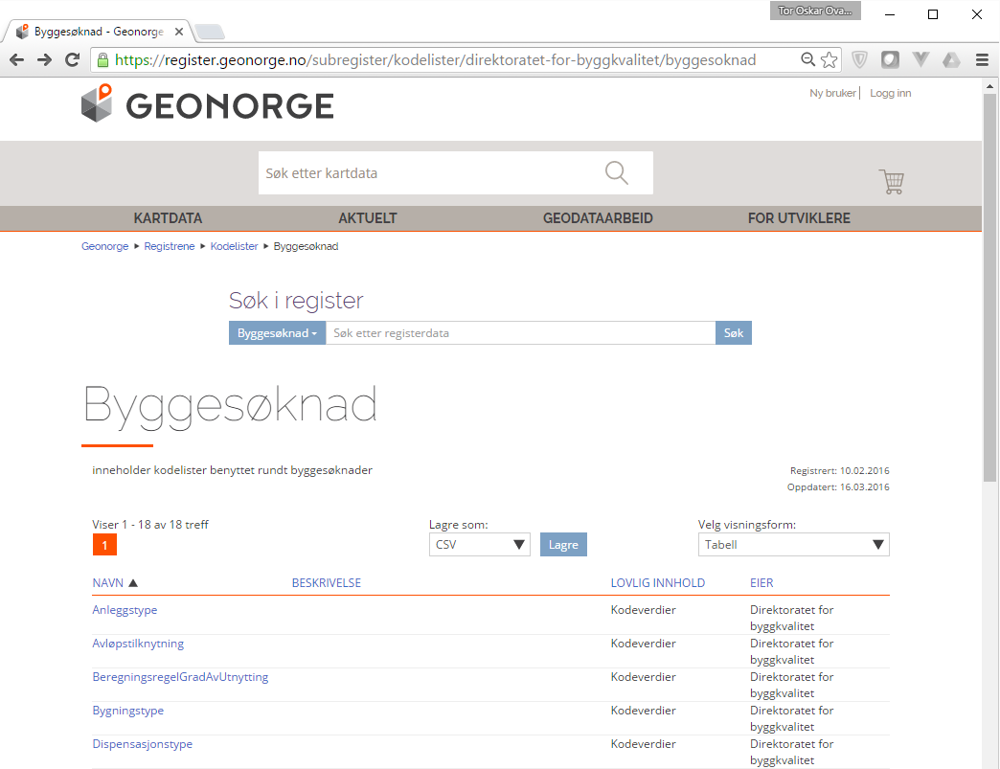 Tor Oskar Ova...
Byggesøknad - Geonorge
https://register.geonorge.no/subregister/kodelister/direktoratet-for-byggkvalitet/byggesoknad
GEONORGE
Ny bruker | Logg inn
Søk etter kartdata
KARTDATA AKTUELT GEODATAARBEID FOR UTVIKLERE
Geonorge ▸ Registrene ▸ Kodelister ▸ Byggesøknad
Søk i register
Byggesøknad Søk etter registerdata Søk
Byggesøknad
inneholder kodelister benyttet rundt byggesøknader
Registrert: 10.02.2016
Oppdatert: 16.03.2016
Viser 1 - 18 av 18 treff
1
Lagre som:
CSV Lagre
Velg visningsform:
Tabell
NAVN ▲ BESKRIVELSE LOVLIG INNHOLD EIER
Anleggstype Kodeverdier Direktoratet for
byggkvalitet
Avløpstilknytning Kodeverdier Direktoratet for
byggkvalitet
BeregningsregelGradAvUtnytting Kodeverdier Direktoratet for
byggkvalitet
Bygningstype Kodeverdier Direktoratet for
byggkvalitet
Dispensasjonstype Kodeverdier Direktoratet for
byggkvalitet